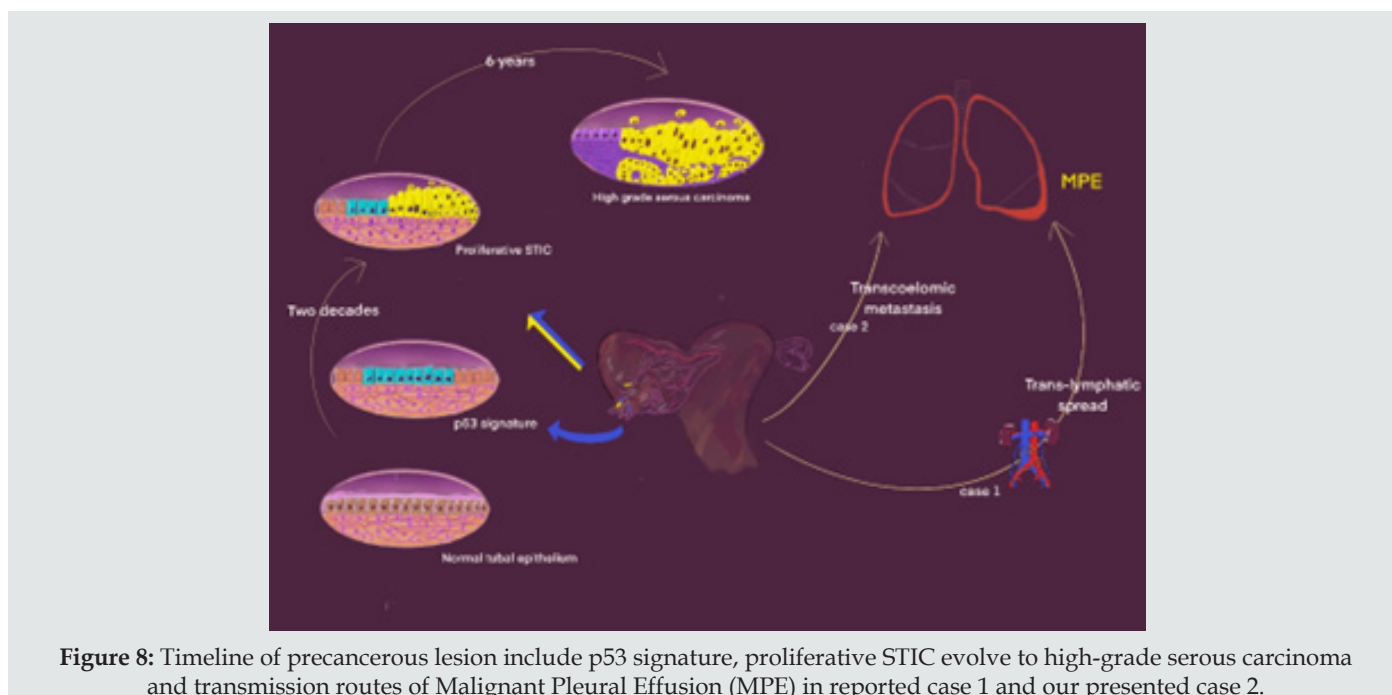 6 years
High grade serous carcinoma
MPE
Proliferative STIC
Two decades
Transcoelomic
metastasis
case 2
p53 signature
Trans-lymphatic
spread
case 1
Normal tubal epithelium
Figure 8: Timeline of precancerous lesion include p53 signature, proliferative STIC evolve to high-grade serous carcinoma
and transmission routes of Malignant Pleural Effusion (MPE) in reported case 1 and our presented case 2.